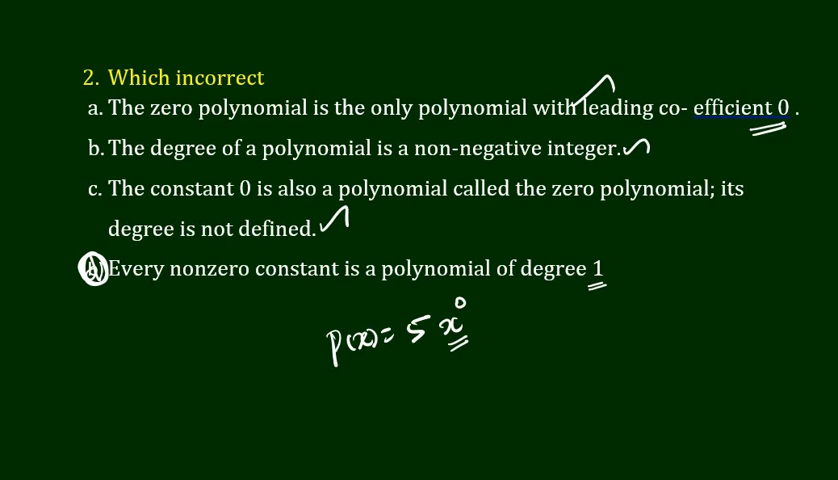 2. Which incorrect
a. The zero polynomial is the only polynomial with leading co- efficient 0 .
b. The degree of a polynomial is a non-negative integer.
c. The constant 0 is also a polynomial called the zero polynomial; its
degree is not defined.
Every nonzero constant is a polynomial of degree 1
p(x) = 5 x⁰